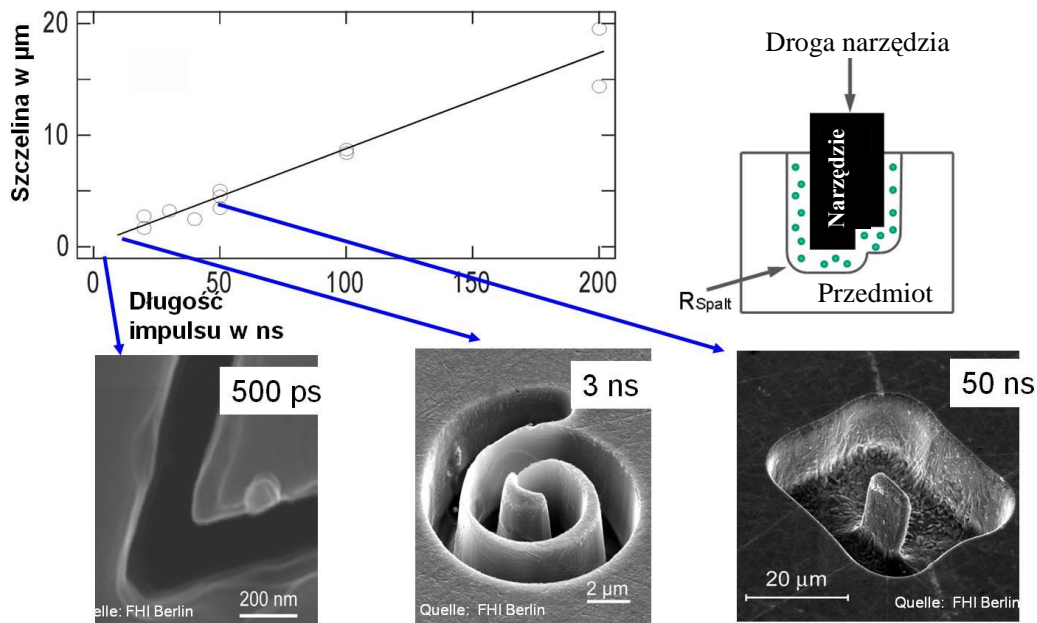 Szczelina w µm
20
10
0
0
50
100
150
200
Długość
impulsu w ns
Droga narzędzia
Narzędzie
RSpalt
Przedmiot
500 ps
elle: FHI Berlin
200 nm
3 ns
Quelle: FHI Berlin
2 µm
50 ns
20 µm
Quelle: FHI Berlin